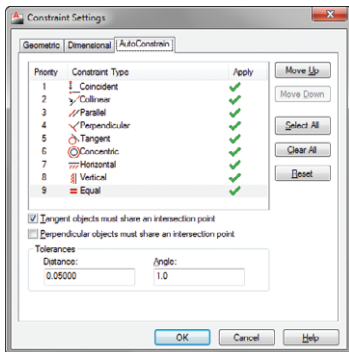 Constraint Settings
Geometric Dimensional AutoConstrain
Priority Constraint Type Apply
1 Coincident
2 Collinear
3 Parallel
4 Perpendicular
5 Tangent
6 Concentric
7 Horizontal
8 Vertical
9 Equal
Move Up
Move Down
Select All
Clear All
Reset
Tangent objects must share an intersection point
Perpendicular objects must share an intersection point
Tolerances
Distance: Angle:
0.05000 1.0
OK Cancel Help